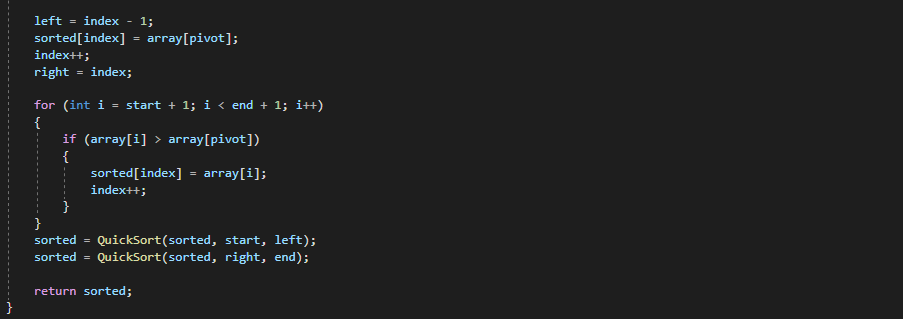 left = index - 1;
sorted[index] = array[pivot];
index++;
right = index;
for (int i = start + 1; i < end + 1; i++)
{
if (array[i] > array[pivot])
{
sorted[index] = array[i];
index++;
}
}
sorted = QuickSort(sorted, start, left);
sorted = QuickSort(sorted, right, end);
return sorted;
}